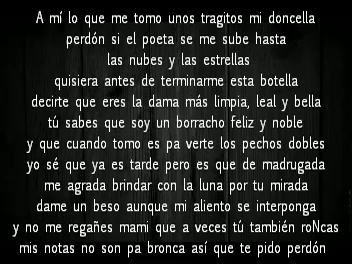 A mí lo que me tomo unos tragitos mi doncella
perdón si el poeta se me sube hasta
las nubes y las estrellas
quisiera antes de terminarme esta botella
decirte que eres la dama más limpia, leal y bella
tú sabes que soy un borracho feliz y noble
y que cuando tomo es pa verte los pechos dobles
yo sé que ya es tarde pero es que de madrugada
me agrada brindar con la luna por tu mirada
dame un beso aunque mi aliento se interponga
y no me regañes mami que a veces tú también roNcas
mis notas no son pa bronca así que te pido perdón